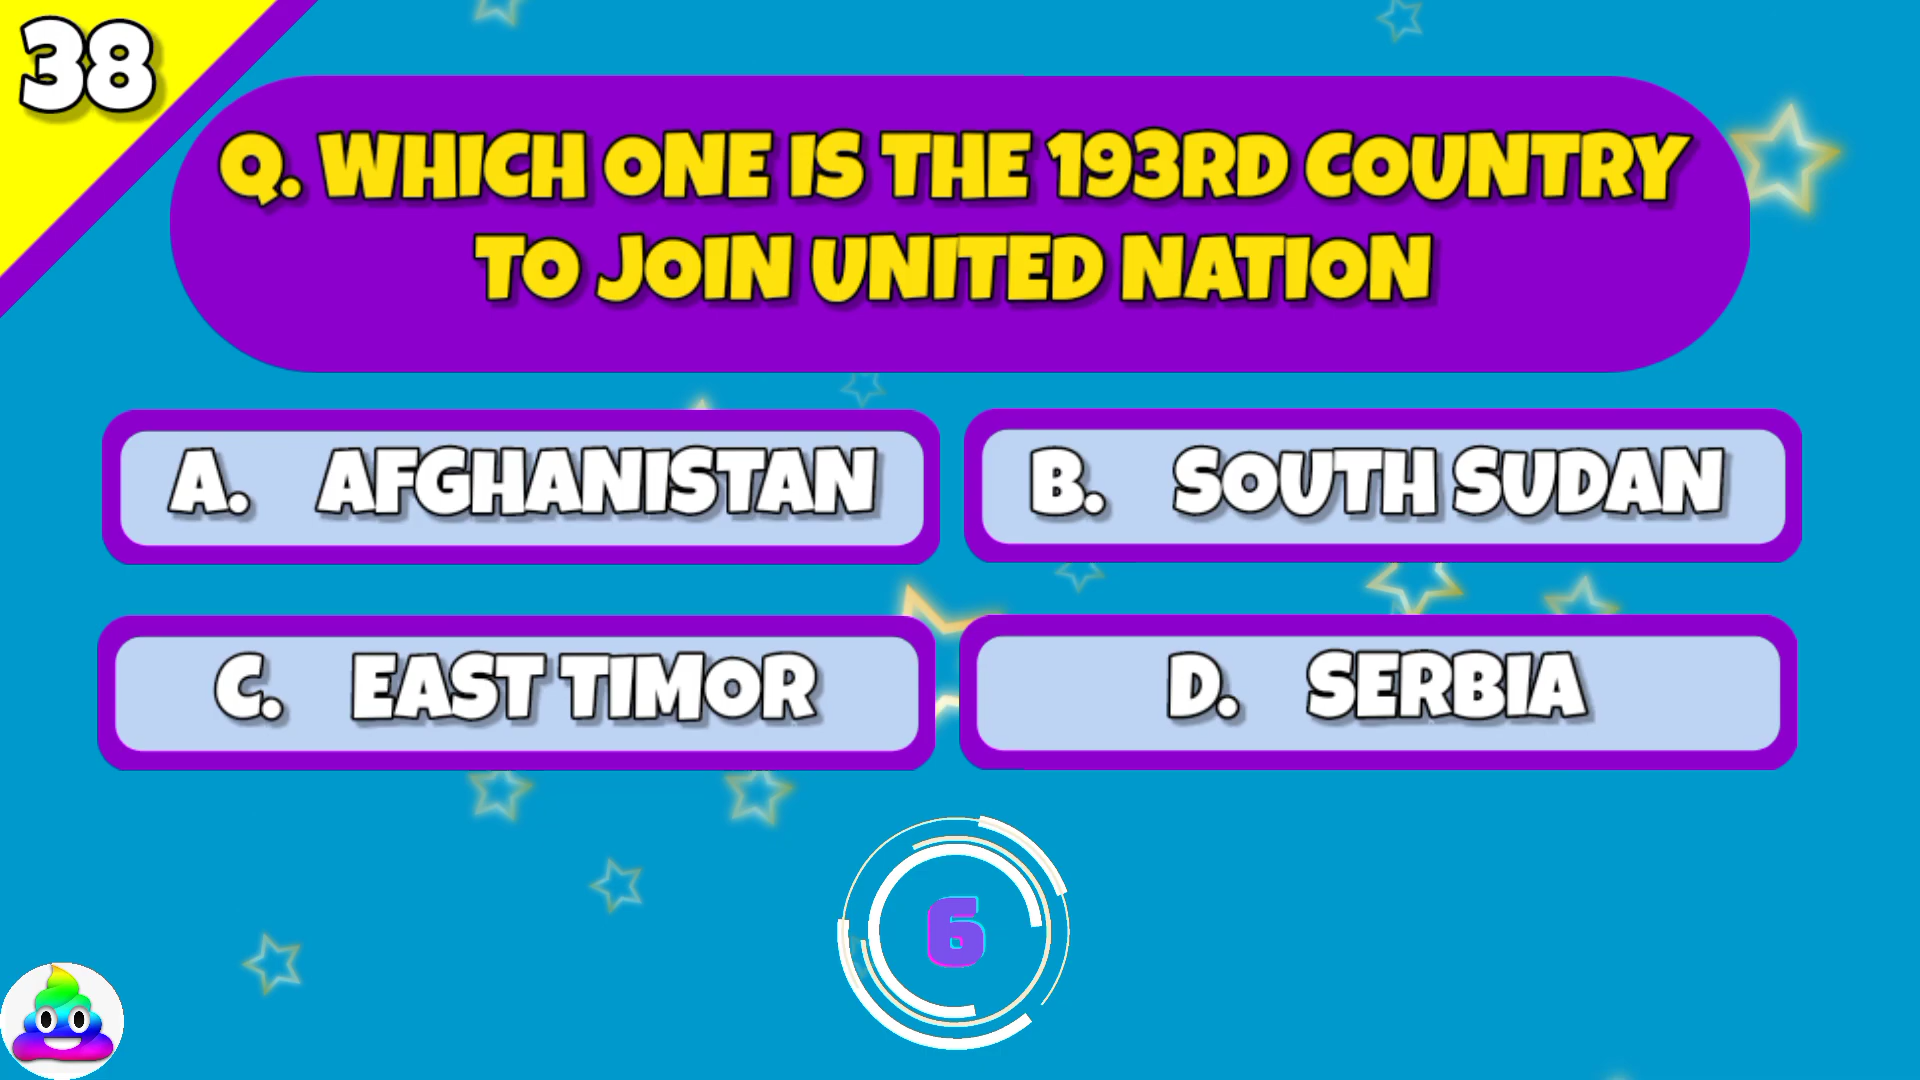 38
Q. WHICH ONE IS THE 193RD COUNTRY
TO JOIN UNITED NATION
A. AFGHANISTAN
B. SOUTH SUDAN
C. EAST TIMOR
D. SERBIA
6